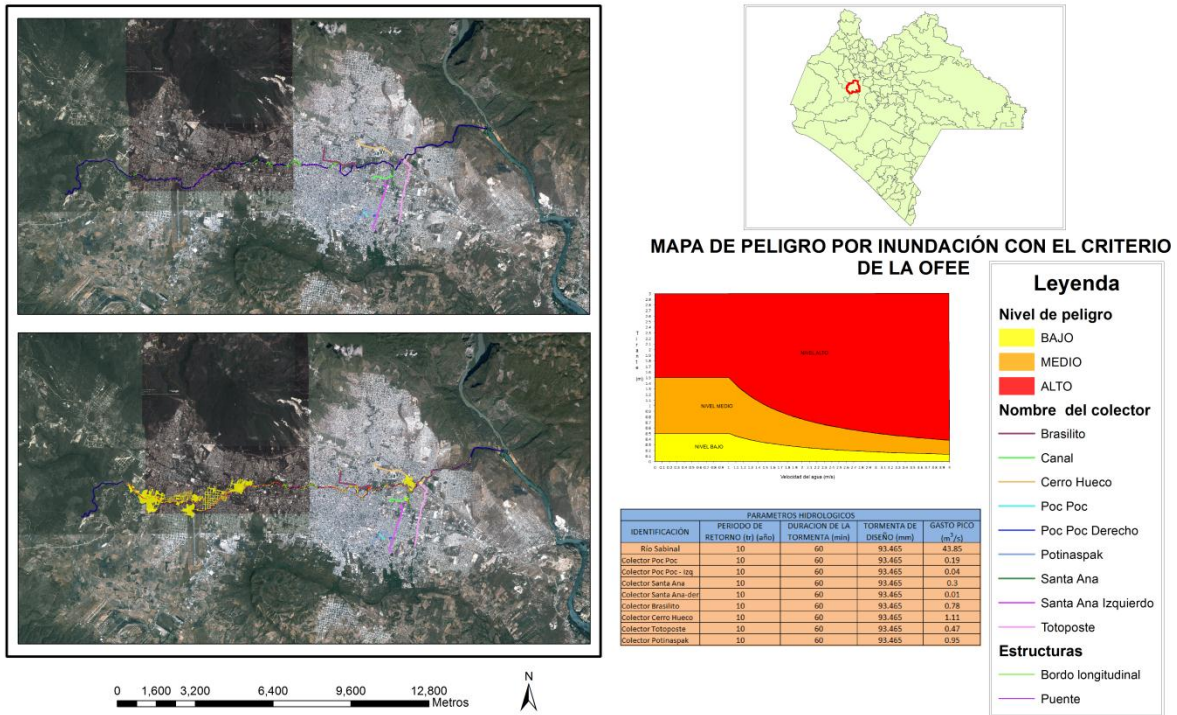 MAPA DE PELIGRO POR INUNDACIÓN CON EL CRITERIO
DE LA OFEE
Tirante
(m)
NIVEL ALTO
NIVEL MEDIO
NIVEL BAJO
Velocidad del agua (m/s)
PARAMETROS HIDROLOGICOS
IDENTIFICACIÓN PERIODO DE RETORNO (tr) (año) DURACION DE LA TORMENTA (min) TORMENTA DE DISEÑO (mm) GASTO PICO (m³/s)
Río Sabinal 10 60 93.465 43.85
Colector Poc Poc 10 60 93.465 0.19
Colector Poc Poc - Izq 10 60 93.465 0.04
Colector Santa Ana 10 60 93.465 0.3
Colector Santa Ana-der 10 60 93.465 0.01
Colector Brasilito 10 60 93.465 0.78
Colector Cerro Hueco 10 60 93.465 1.11
Colector Totoposte 10 60 93.465 0.47
Colector Potinaspak 10 60 93.465 0.95
Leyenda
Nivel de peligro
BAJO
MEDIO
ALTO
Nombre del colector
Brasilito
Canal
Cerro Hueco
Poc Poc
Poc Poc Derecho
Potinaspak
Santa Ana
Santa Ana Izquierdo
Totoposte
Estructuras
Bordo longitudinal
Puente
0 1,600 3,200 6,400 9,600 12,800
Metros
N